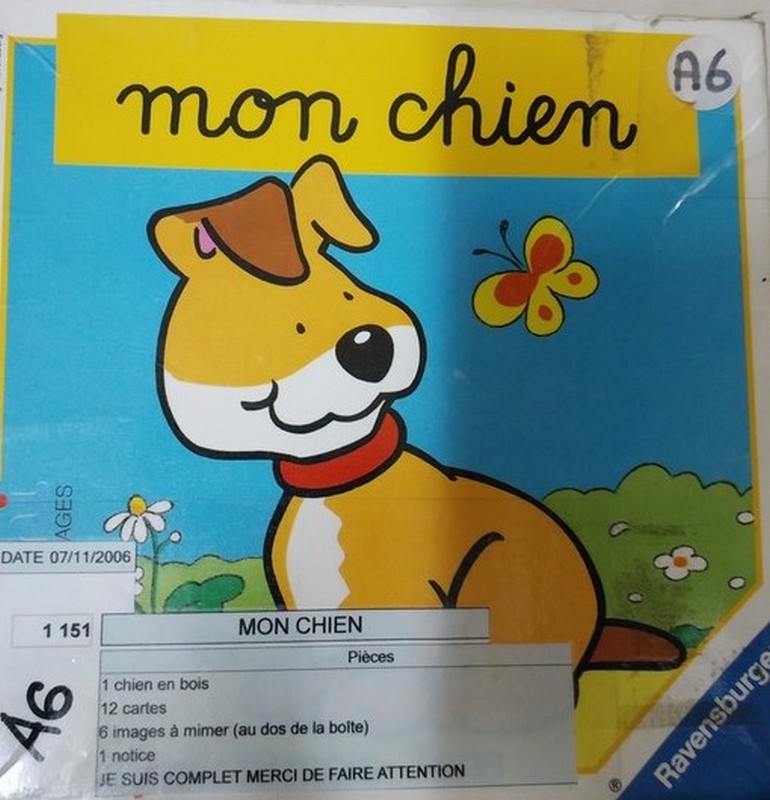 mon chien
A6
AGES
DATE 07/11/2006
1 151
MON CHIEN
Pièces
1 chien en bois
12 cartes
6 images à mimer (au dos de la boîte)
1 notice
JE SUIS COMPLET MERCI DE FAIRE ATTENTION
A6
Ravensburger
®